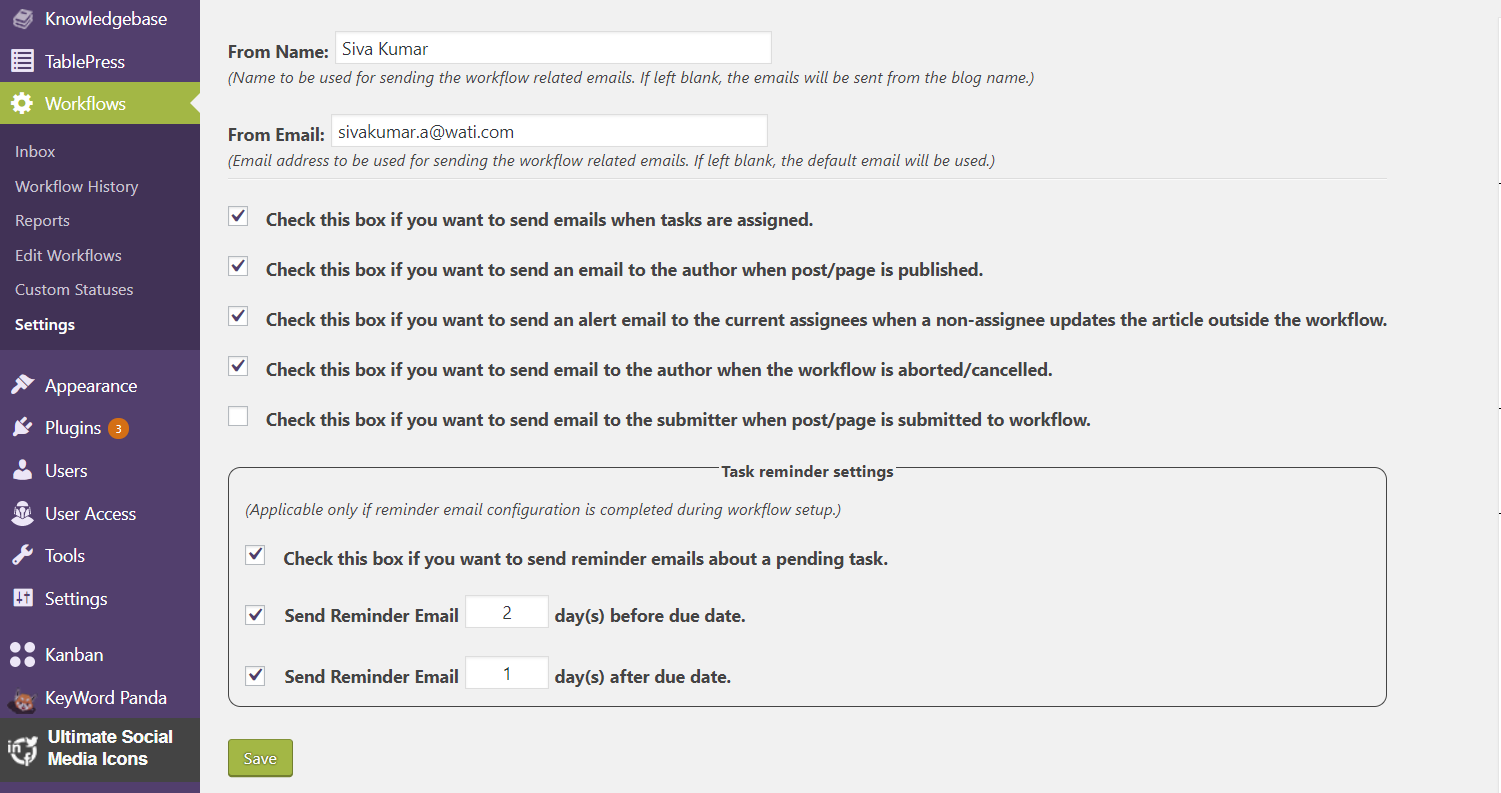 Knowledgebase
TablePress
Workflows
Inbox
Workflow History
Reports
Edit Workflows
Custom Statuses
Settings
Appearance
Plugins 3
Users
User Access
Tools
Settings
Kanban
KeyWord Panda
Ultimate Social
Media Icons
From Name: Siva Kumar
(Name to be used for sending the workflow related emails. If left blank, the emails will be sent from the blog name.)
From Email: sivakumar.a@wati.com
(Email address to be used for sending the workflow related emails. If left blank, the default email will be used.)
Check this box if you want to send emails when tasks are assigned.
Check this box if you want to send an email to the author when post/page is published.
Check this box if you want to send an alert email to the current assignees when a non-assignee updates the article outside the workflow.
Check this box if you want to send email to the author when the workflow is aborted/cancelled.
Check this box if you want to send email to the submitter when post/page is submitted to workflow.
Task reminder settings
(Applicable only if reminder email configuration is completed during workflow setup.)
Check this box if you want to send reminder emails about a pending task.
Send Reminder Email 2 day(s) before due date.
Send Reminder Email 1 day(s) after due date.
Save